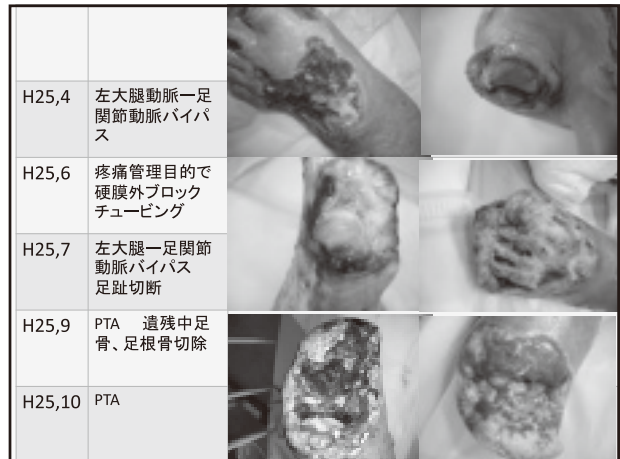 H25,4 左大腿動脈―足
関節動脈バイパ
ス
H25,6 疼痛管理目的で
硬膜外ブロック
チュービング
H25,7 左大腿―足関節
動脈バイパス
足趾切断
H25,9 PTA 遺残中足
骨、足根骨切除
H25,10 PTA